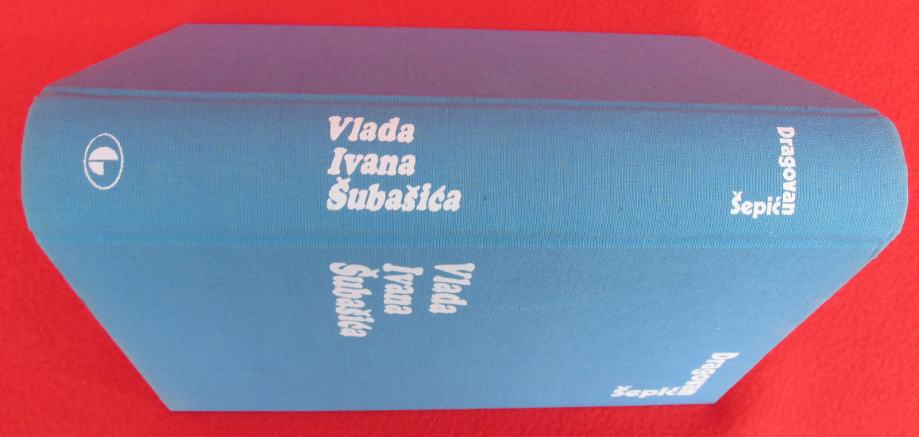 Vlada
Ivana
Šubašića
Dragovan
Šepić
Vlada
Ivana
Šubašića
Dragovan
Šepić